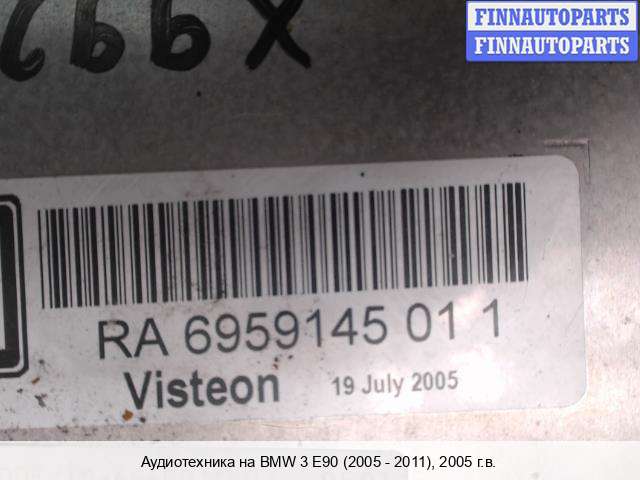 FINNAUTOPARTS
FINNAUTOPARTS
RA 6959145 01 1
Visteon 19 July 2005
Аудиотехника на BMW 3 E90 (2005 - 2011), 2005 г.в.